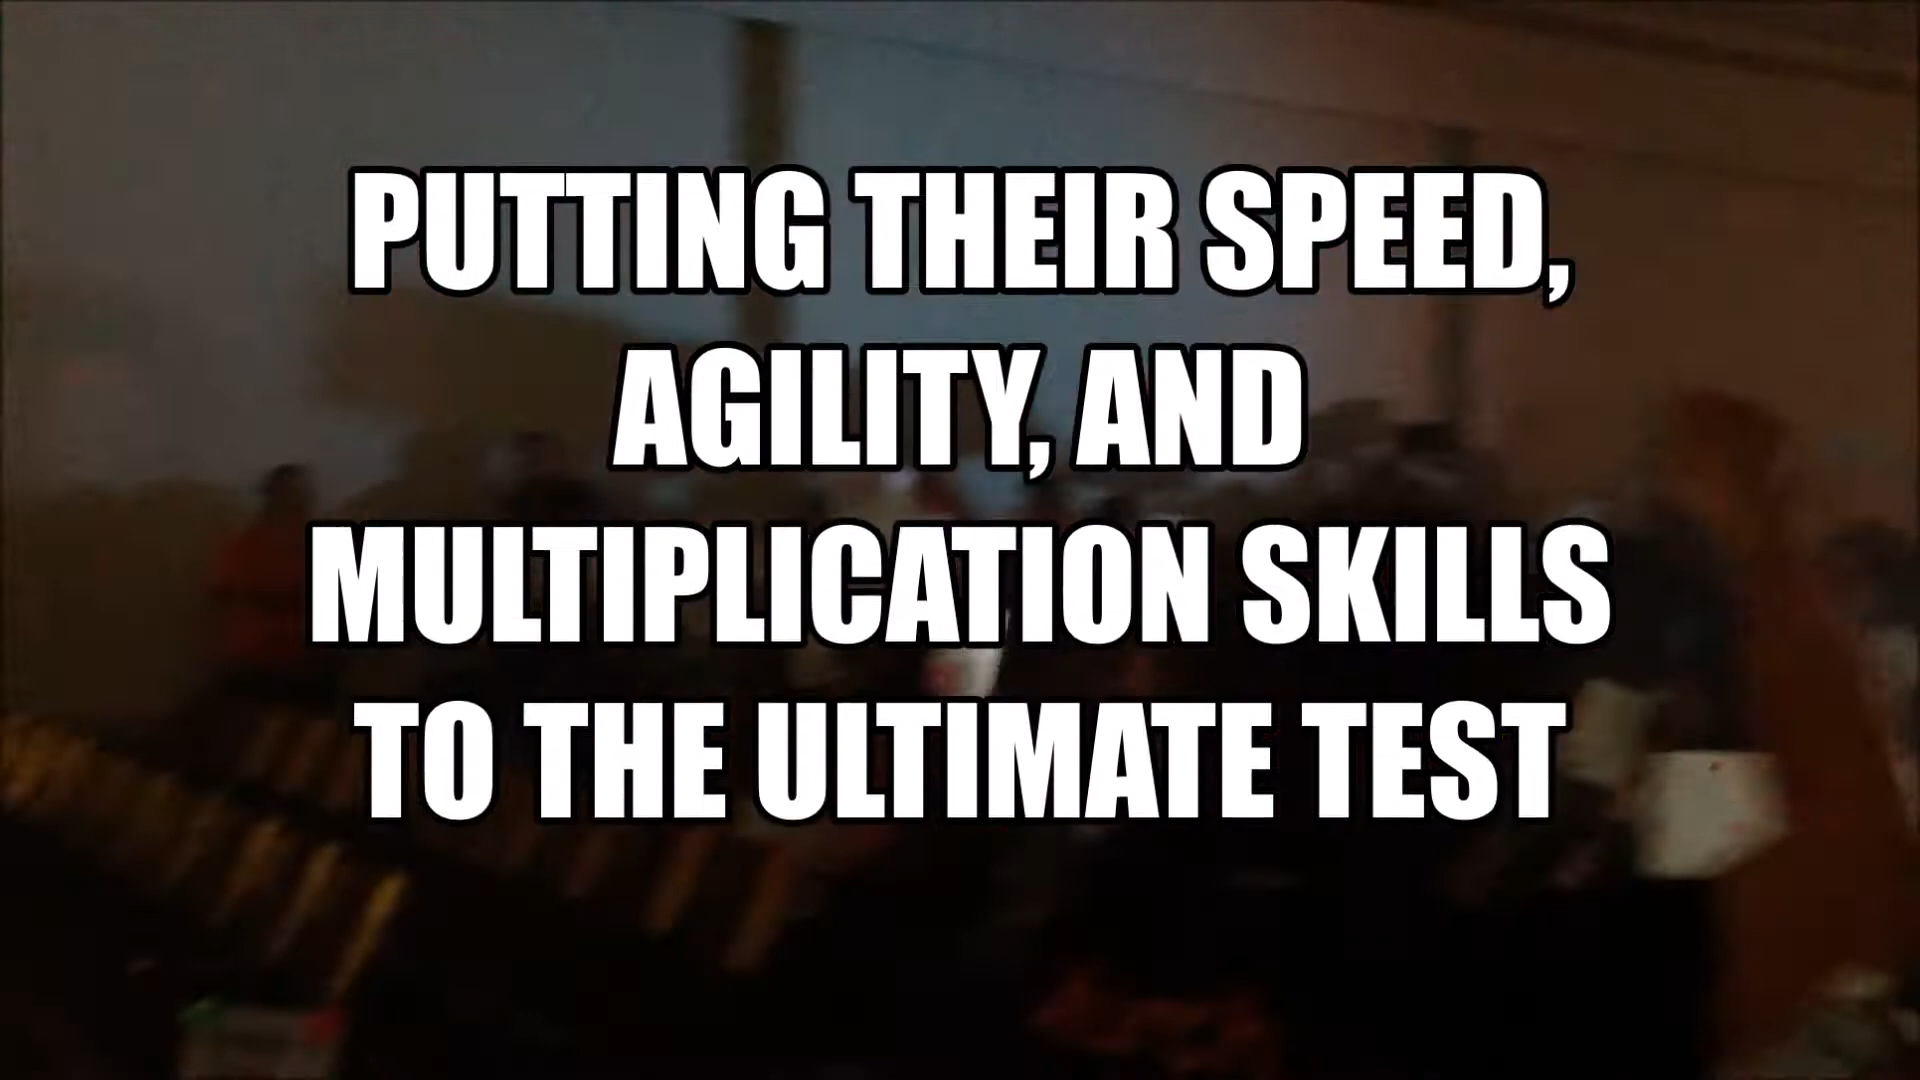 PUTTING THEIR SPEED,
AGILITY, AND
MULTIPLICATION SKILLS
TO THE ULTIMATE TEST